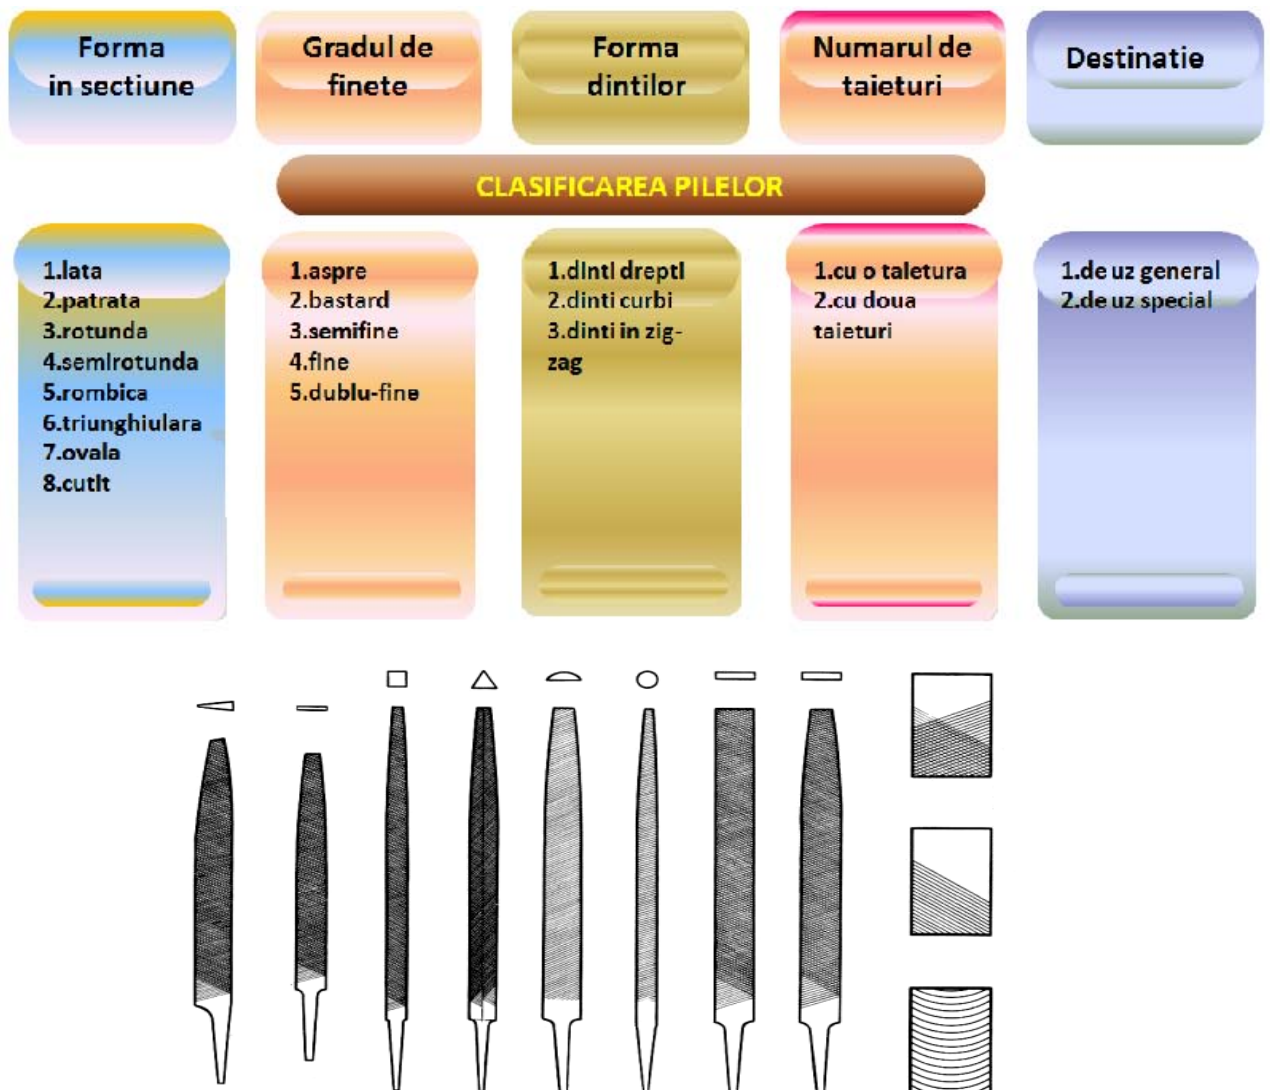 Forma
in sectiune
Gradul de
finete
Forma
dintilor
Numarul de
taieturi
Destinatie
CLASIFICAREA PILELOR
1.lata
2.patrata
3.rotunda
4.semirotunda
5.rombica
6.triunghiulara
7.ovala
8.cutit
1.aspre
2.bastard
3.semifine
4.fine
5.dublu-fine
1.dinti drepti
2.dinti curbi
3.dinti in zig-
zag
1.cu o taietura
2.cu doua
taieturi
1.de uz general
2.de uz special